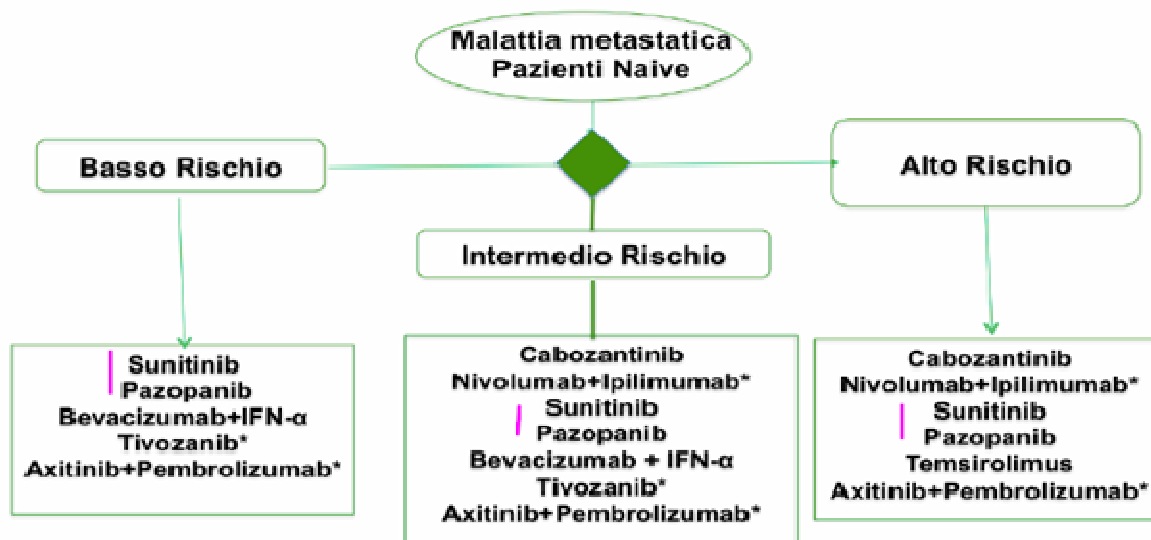 Malattia metastatica
Pazienti Naive
Basso Rischio
Alto Rischio
Intermedio Rischio
Sunitinib
Pazopanib
Bevacizumab+IFN-α
Tivozanib*
Axitinib+Pembrolizumab*
Cabozantinib
Nivolumab+Ipilimumab*
Sunitinib
Pazopanib
Bevacizumab + IFN-α
Tivozanib*
Axitinib+Pembrolizumab*
Cabozantinib
Nivolumab+Ipilimumab*
Sunitinib
Pazopanib
Temsirolimus
Axitinib+Pembrolizumab*